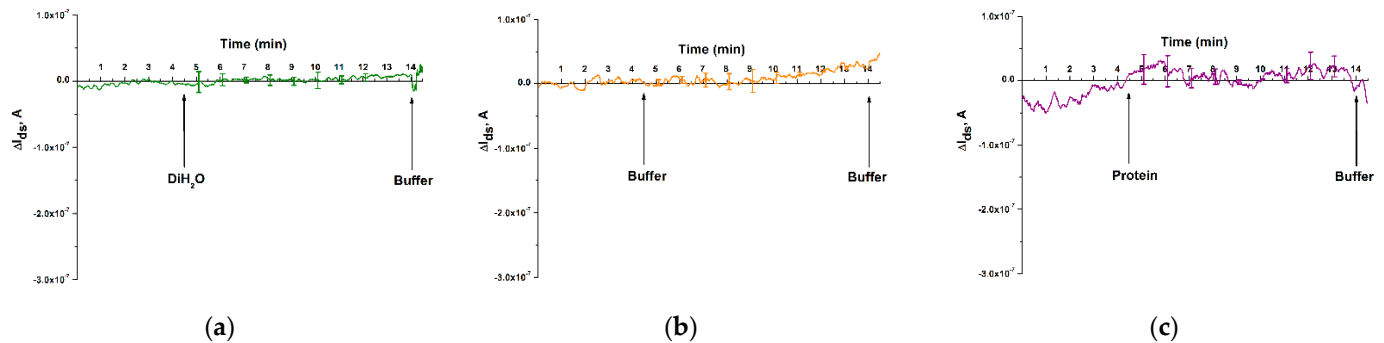 1.0x10⁻⁷
Time (min)
1 2 3 4 5 6 7 8 9 10 11 12 13 14
0.0
ΔI_ds, A
-1.0x10⁻⁷
DiH₂O
Buffer
-2.0x10⁻⁷
-3.0x10⁻⁷
(a)
1.0x10⁻⁷
Time (min)
1 2 3 4 5 6 7 8 9 10 11 12 13 14
0.0
ΔI_ds, A
-1.0x10⁻⁷
Buffer
Buffer
-2.0x10⁻⁷
-3.0x10⁻⁷
(b)
1.0x10⁻⁷
Time (min)
1 2 3 4 5 6 7 8 9 10 11 12 13 14
0.0
ΔI_ds, A
-1.0x10⁻⁷
Protein
Buffer
-2.0x10⁻⁷
-3.0x10⁻⁷
(c)